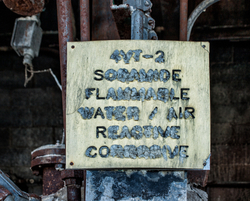 4YT-2
SODAMIDE
FLAMMABLE
WATER / AIR
REACTIVE
CORROSIVE